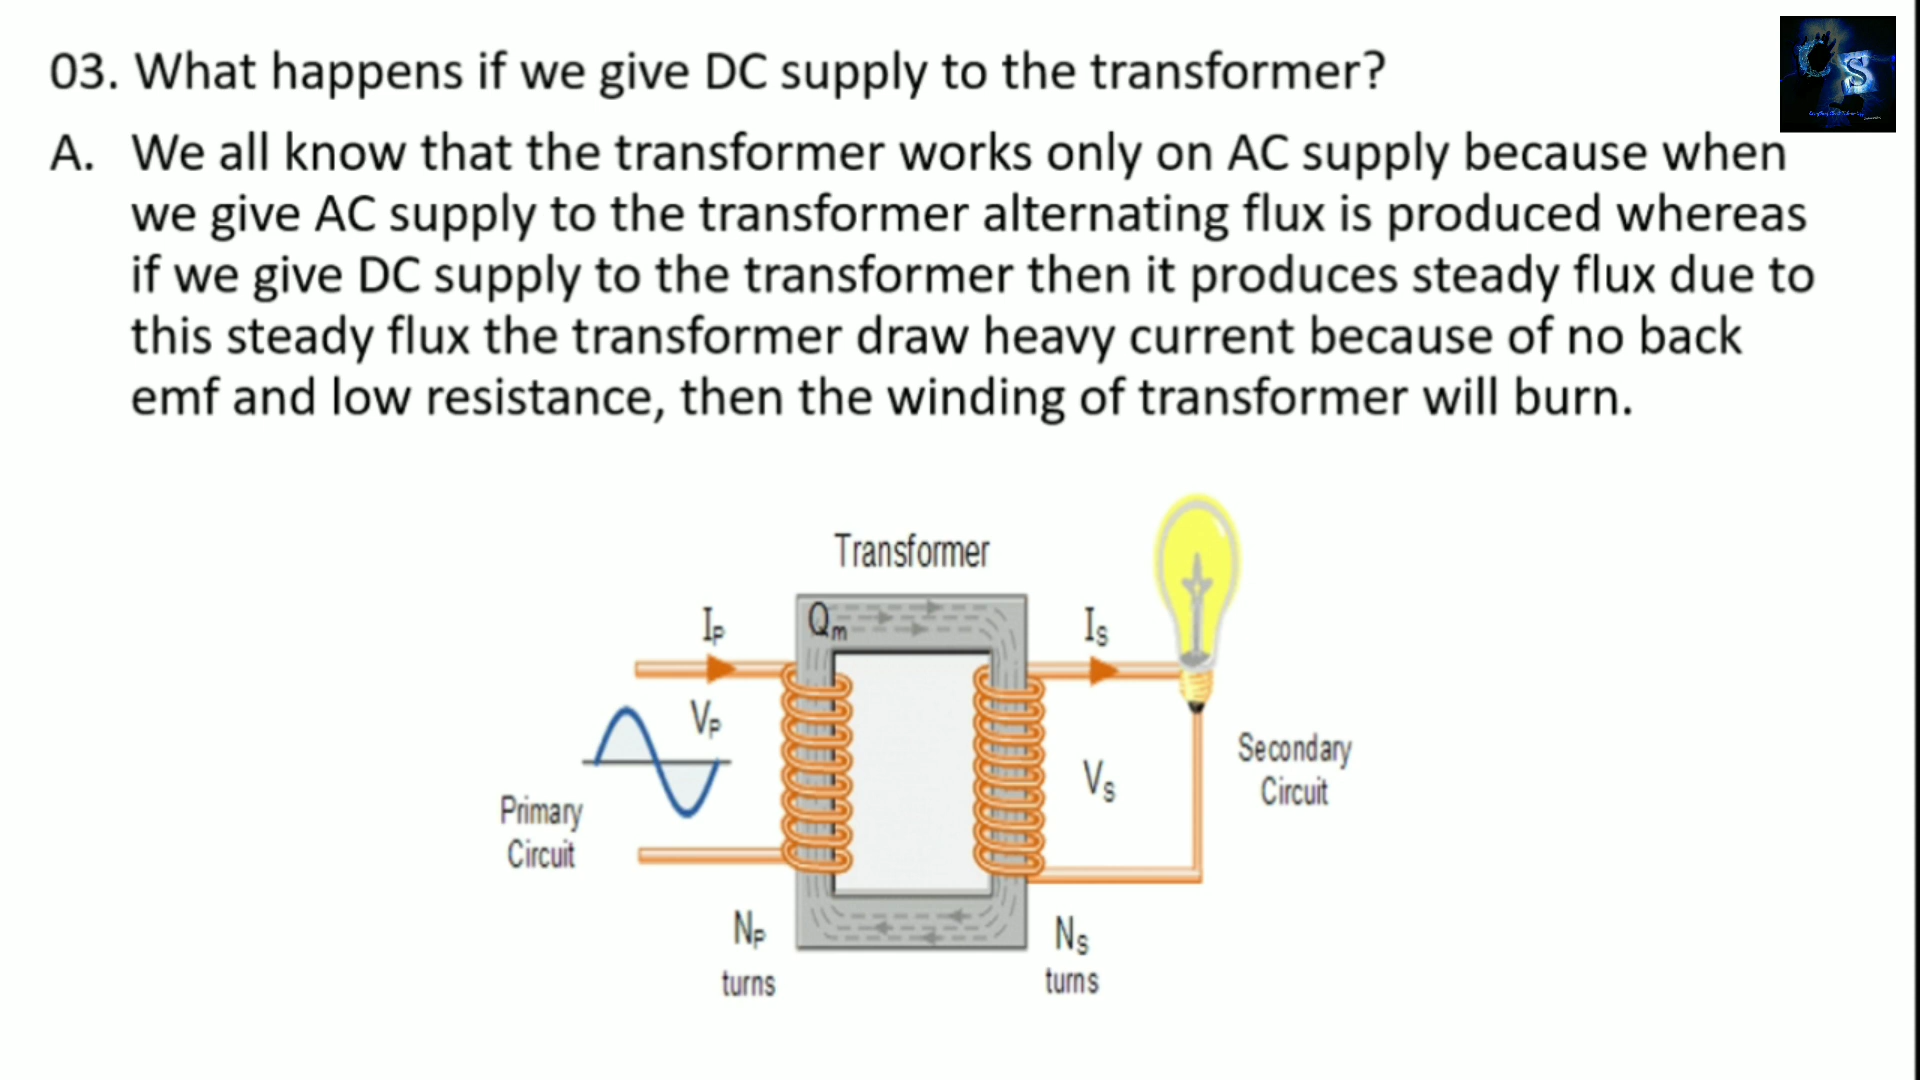 03. What happens if we give DC supply to the transformer?
A. We all know that the transformer works only on AC supply because when
we give AC supply to the transformer alternating flux is produced whereas
if we give DC supply to the transformer then it produces steady flux due to
this steady flux the transformer draw heavy current because of no back
emf and low resistance, then the winding of transformer will burn.
CS
Transformer
Qm
IP
IS
VP
VS
Primary
Circuit
Secondary
Circuit
NP
turns
NS
turns